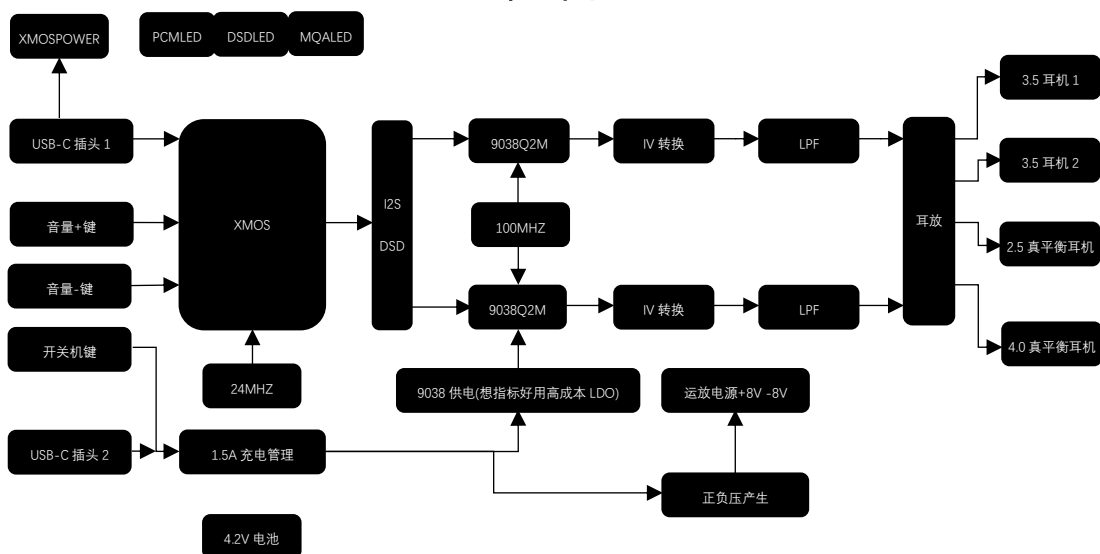 XMOSPOWER
PCMLED
DSDLED
MQALED
USB-C 插头 1
音量+键
音量-键
开关机键
USB-C 插头 2
XMOS
24MHZ
1.5A 充电管理
4.2V 电池
I2S
DSD
9038Q2M
100MHZ
9038Q2M
IV 转换
LPF
IV 转换
LPF
9038 供电(想指标好用高成本 LDO)
运放电源+8V -8V
正负压产生
耳放
3.5 耳机 1
3.5 耳机 2
2.5 真平衡耳机
4.0 真平衡耳机